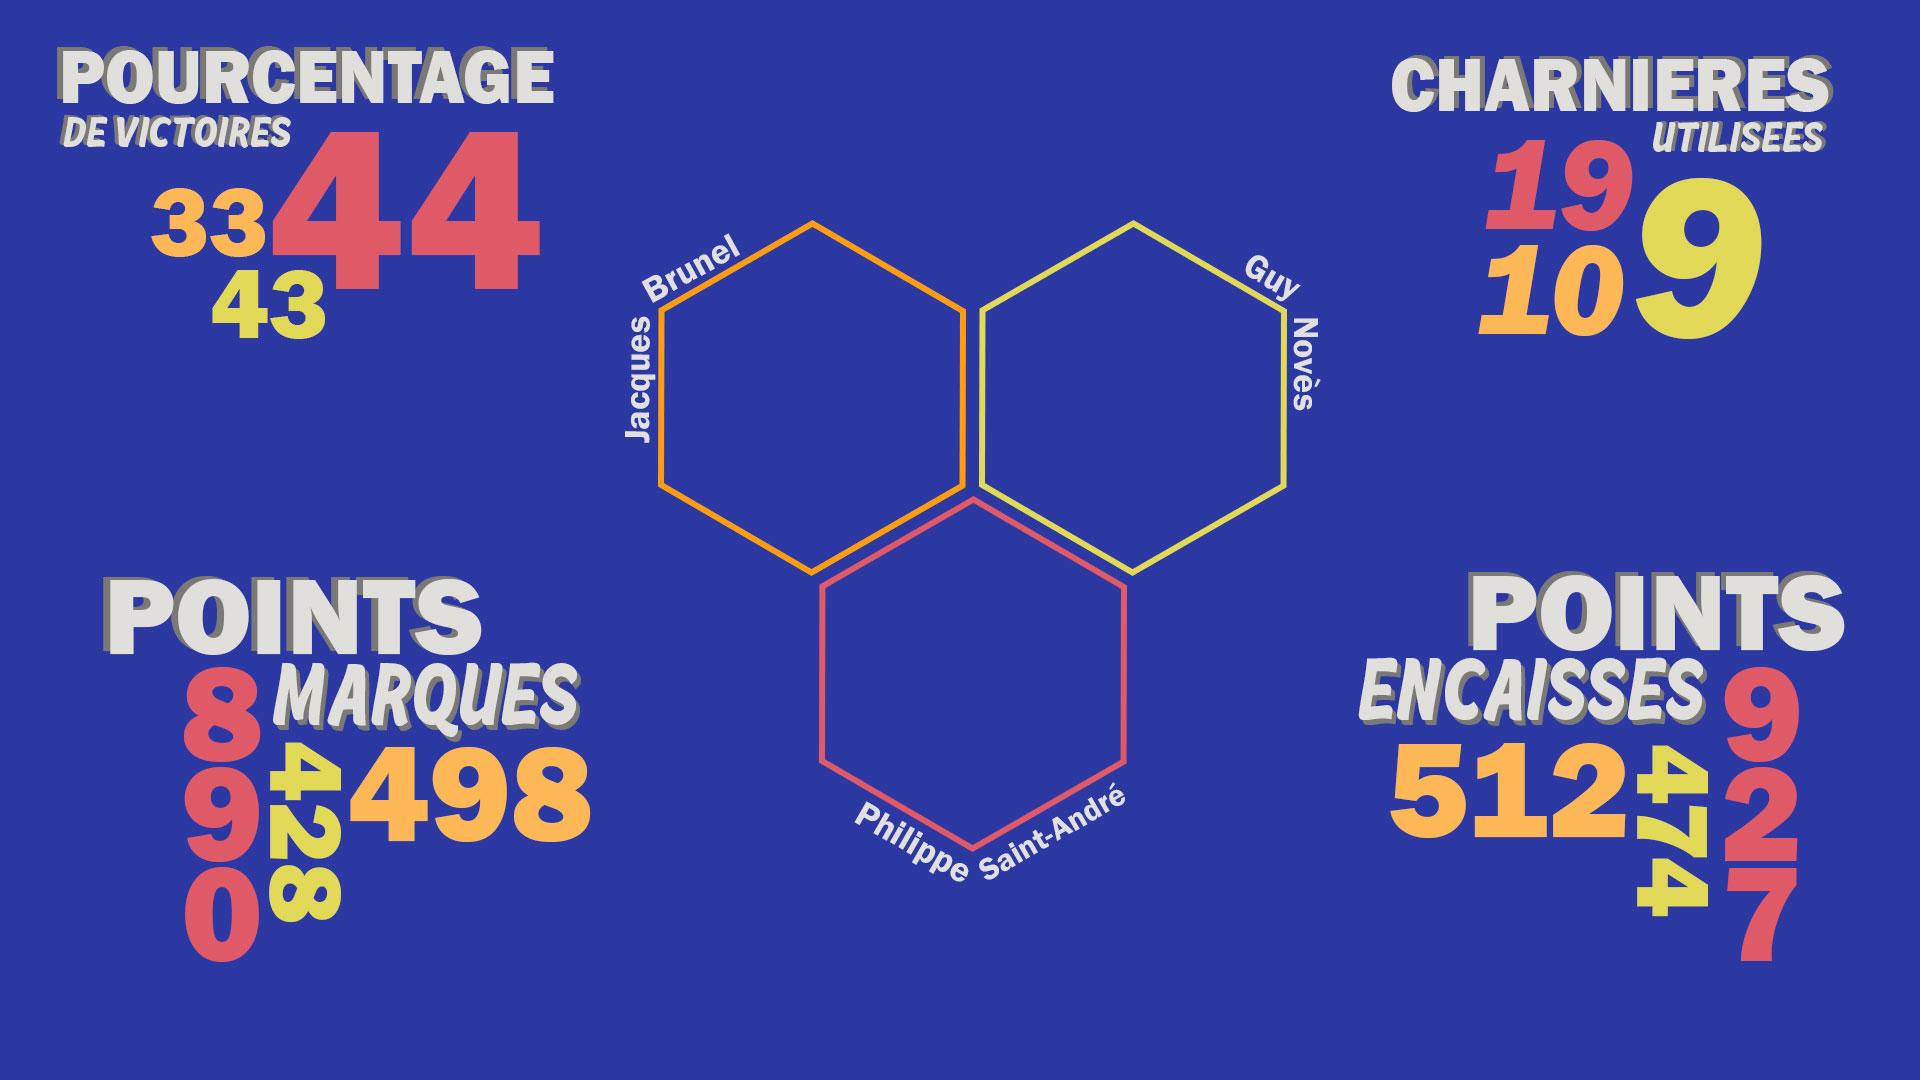 POURCENTAGE
DE VICTOIRES
33
44
43
CHARNIERES
UTILISEES
19
10
9
Jacques Brunel
Guy Novès
Philippe Saint-André
POINTS
MARQUES
890
428
498
POINTS
ENCAISSES
512
474
927